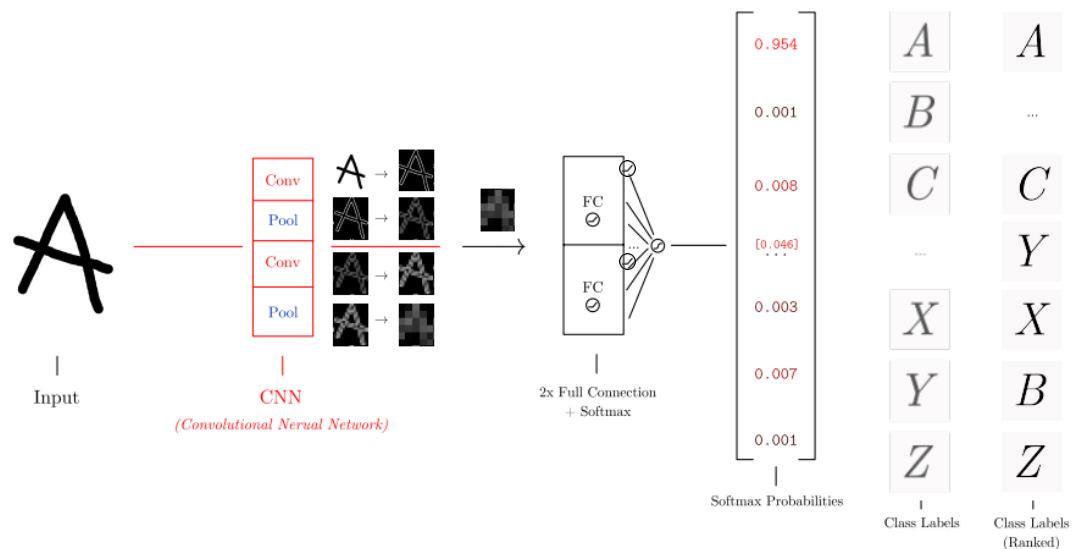 Input
Conv
Pool
Conv
Pool
→
→
→
→
CNN
(Convolutional Nerual Network)
FC
...
FC
2x Full Connection
+ Softmax
0.954
0.001
0.008
[0.046]
...
0.003
0.007
0.001
Softmax Probabilities
A
B
C
...
X
Y
Z
Class Labels
A
...
C
Y
X
B
Z
Class Labels
(Ranked)